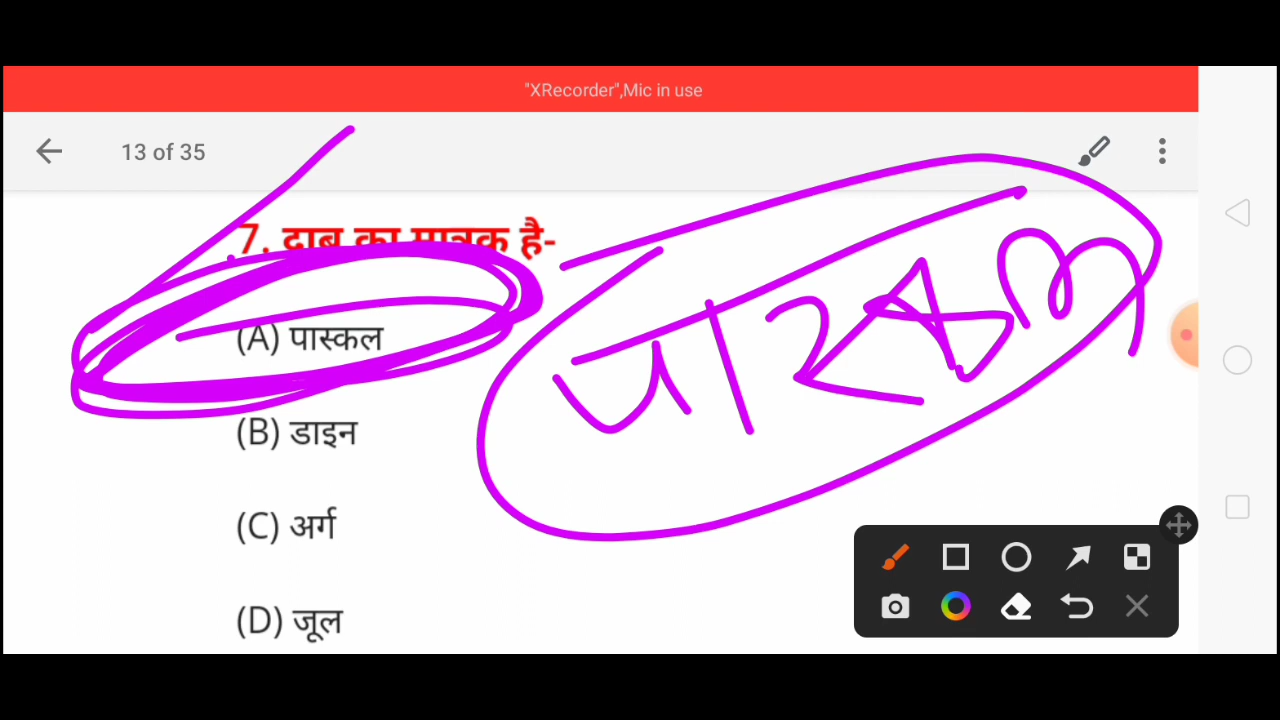 "XRecorder",Mic in use
13 of 35
7. दाब का मात्रक है-
(A) पास्कल
पास्कल
(B) डाइन
(C) अर्ग
(D) जूल